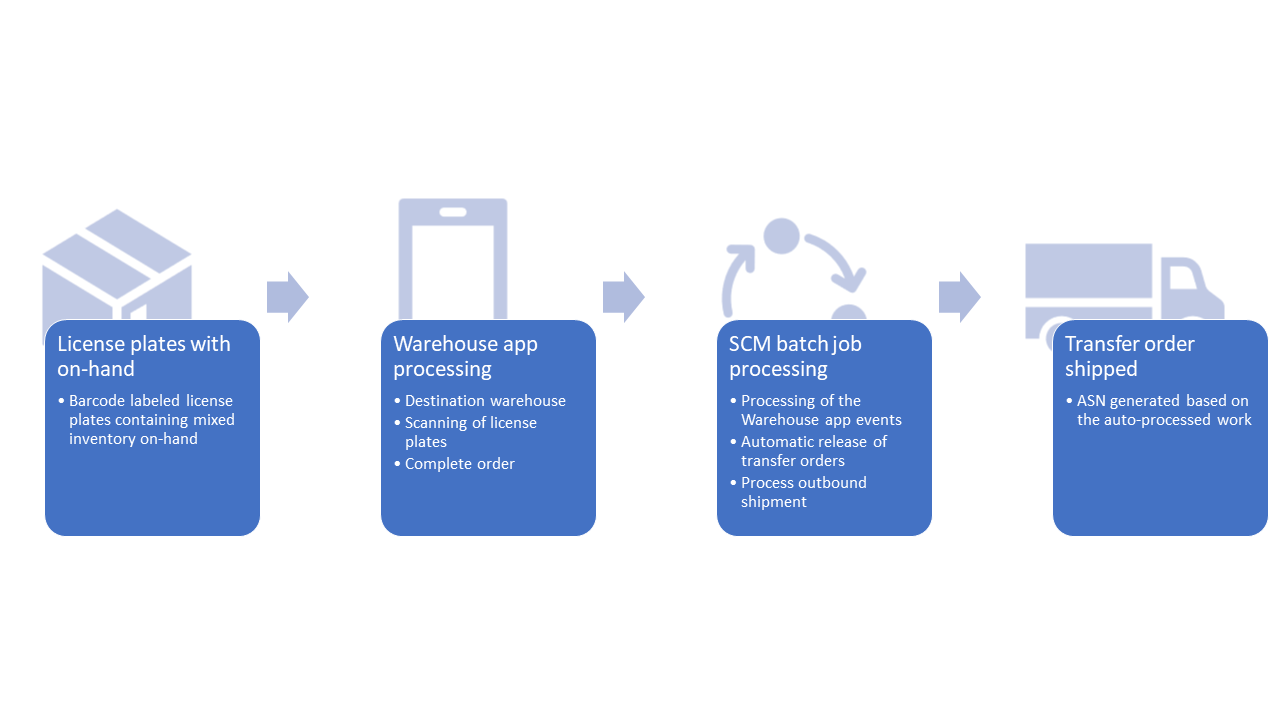 License plates with
on-hand
• Barcode labeled license
plates containing mixed
inventory on-hand
Warehouse app
processing
• Destination warehouse
• Scanning of license
plates
• Complete order
SCM batch job
processing
• Processing of the
Warehouse app events
• Automatic release of
transfer orders
• Process outbound
shipment
Transfer order
shipped
• ASN generated based on
the auto-processed work